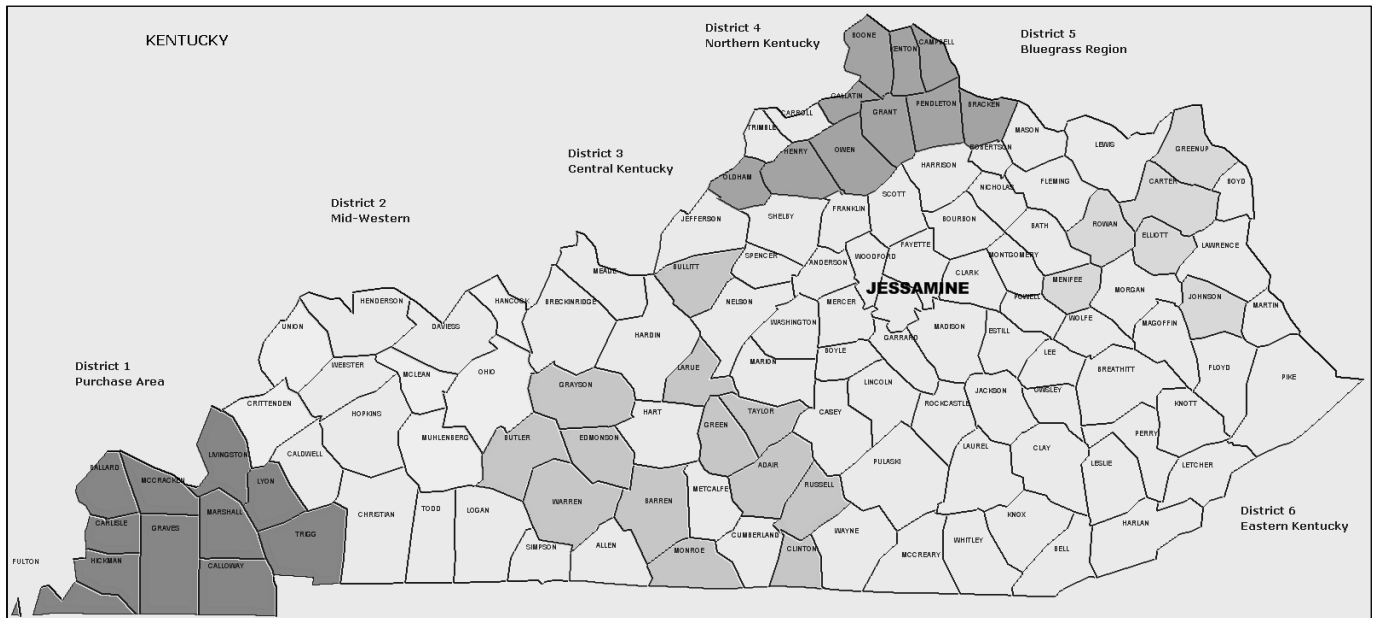 KENTUCKY
District 4
Northern Kentucky
District 5
Bluegrass Region
District 3
Central Kentucky
District 2
Mid-Western
District 1
Purchase Area
District 6
Eastern Kentucky
BOONE
KENTON
CAMPBELL
GALLATIN
GRANT
PENDLETON
BRACKEN
CARROLL
TRIMBLE
HENRY
OWEN
OLDHAM
MASON
LEWIS
GREENUP
ROBERTSON
HARRISON
NICHOLAS
FLEMING
CARTER
BOYD
SCOTT
JEFFERSON
SHELBY
FRANKLIN
BOURBON
BATH
ROWAN
ELLIOTT
LAWRENCE
FAYETTE
SPENCER
ANDERSON
WOODFORD
MONTGOMERY
BULLITT
CLARK
MENIFEE
MORGAN
JESSAMINE
MEADE
HANCOCK
BRECKINRIDGE
NELSON
MERCER
POWELL
JOHNSON
MARTIN
HENDERSON
UNION
DAVIESS
WASHINGTON
MADISON
ESTILL
WOLFE
MAGOFFIN
HARDIN
GARRARD
BOYLE
LEE
WEBSTER
MCLEAN
OHIO
LARUE
MARION
BREATHITT
FLOYD
PIKE
GRAYSON
LINCOLN
JACKSON
OWSLEY
CRITTENDEN
HOPKINS
HART
TAYLOR
CASEY
ROCKCASTLE
KNOTT
GREEN
MUHLENBERG
BUTLER
EDMONSON
PERRY
LIVINGSTON
CALDWELL
LAUREL
CLAY
ADAIR
PULASKI
LESLIE
LETCHER
BALLARD
MCCRACKEN
LYON
METCALFE
RUSSELL
WARREN
BARREN
CHRISTIAN
TODD
LOGAN
MARSHALL
CARLISLE
GRAVES
TRIGG
KNOX
HARLAN
CUMBERLAND
WAYNE
SIMPSON
ALLEN
MONROE
CLINTON
MCCREARY
WHITLEY
BELL
FULTON
HICKMAN
CALLOWAY